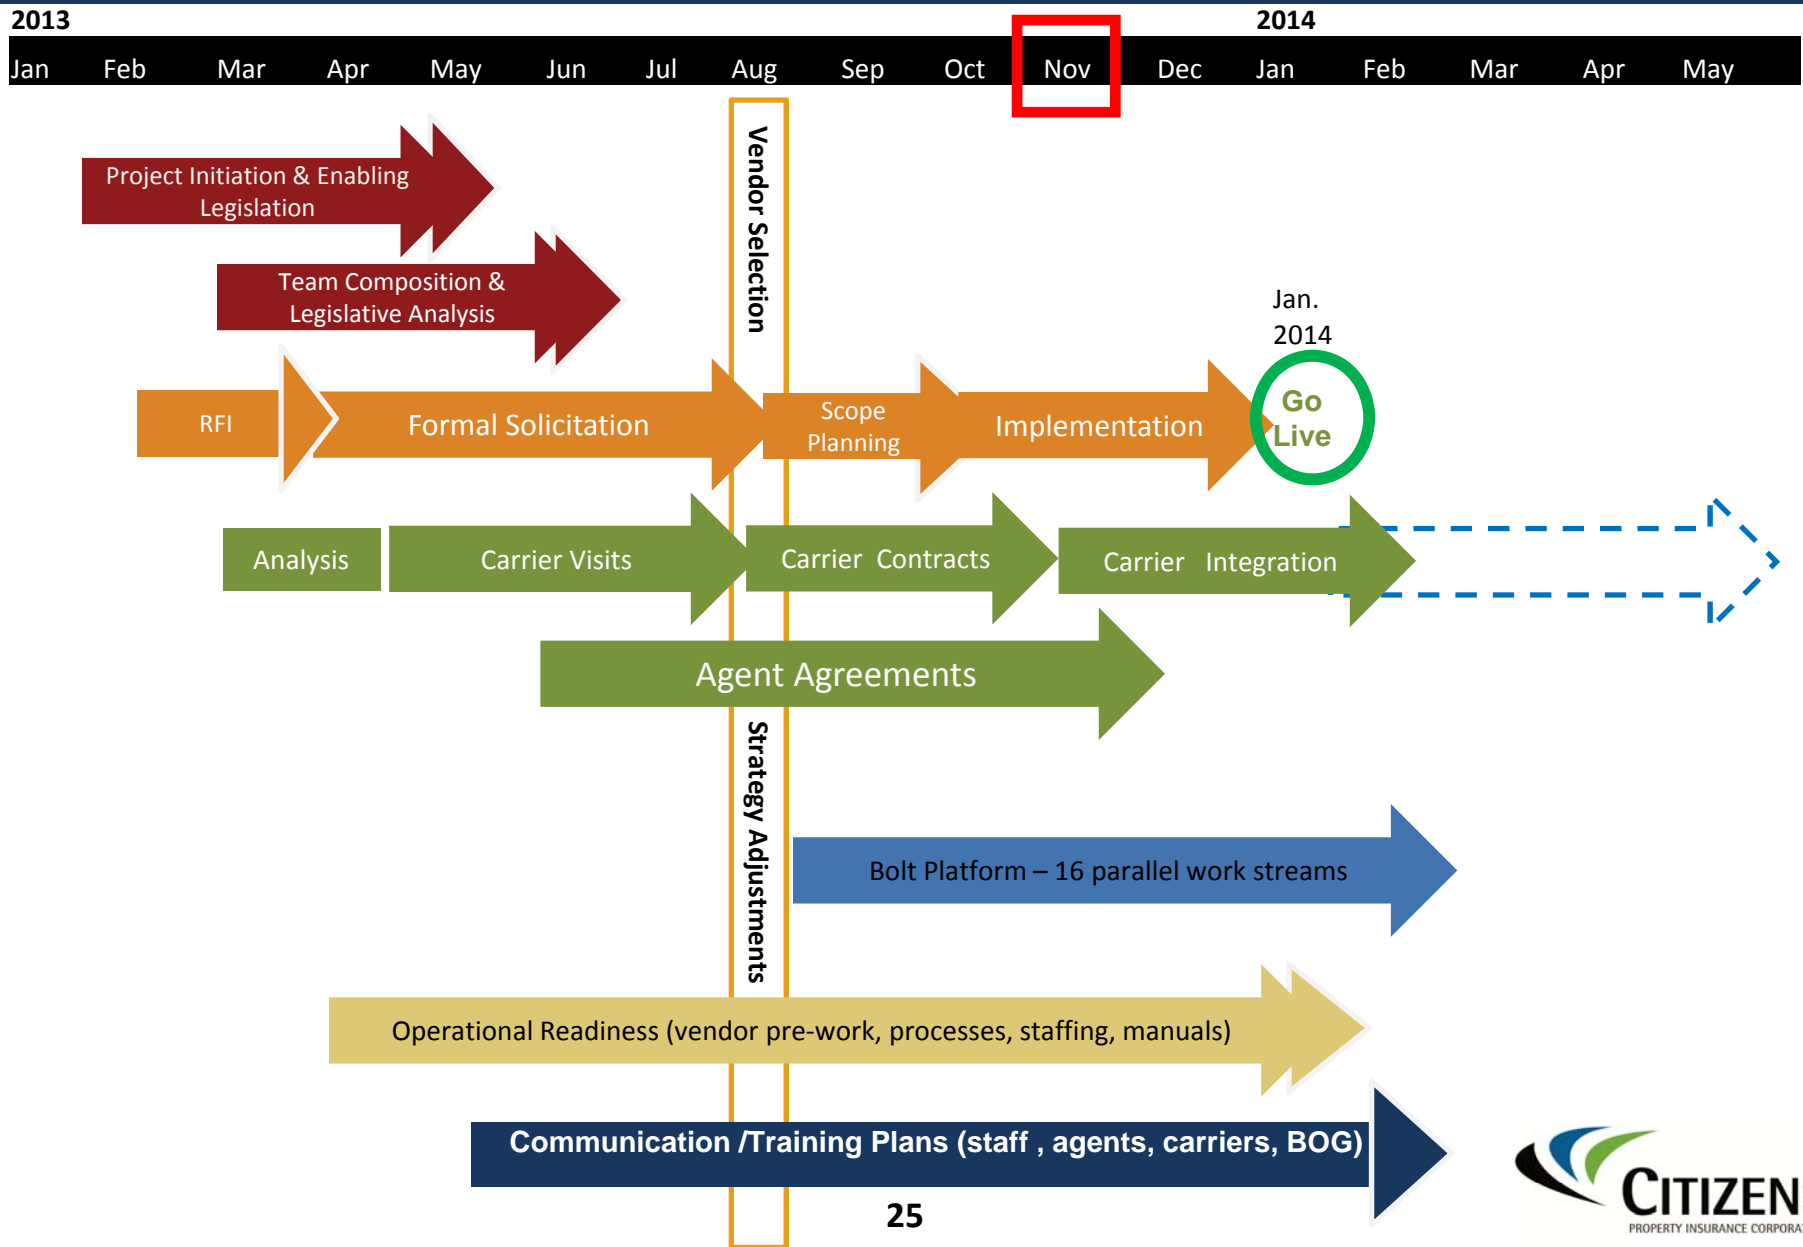 2013
2014
Jan Feb Mar Apr May Jun Jul Aug Sep Oct Nov Dec Jan Feb Mar Apr May
Vendor Selection
Project Initiation & Enabling
Legislation
Team Composition &
Legislative Analysis
Jan.
2014
RFI
Formal Solicitation
Scope
Planning
Implementation
Go
Live
Analysis
Carrier Visits
Carrier Contracts
Carrier Integration
Agent Agreements
Strategy Adjustments
Bolt Platform – 16 parallel work streams
Operational Readiness (vendor pre-work, processes, staffing, manuals)
Communication /Training Plans (staff , agents, carriers, BOG)
25
CITIZEN
PROPERTY INSURANCE CORPORA